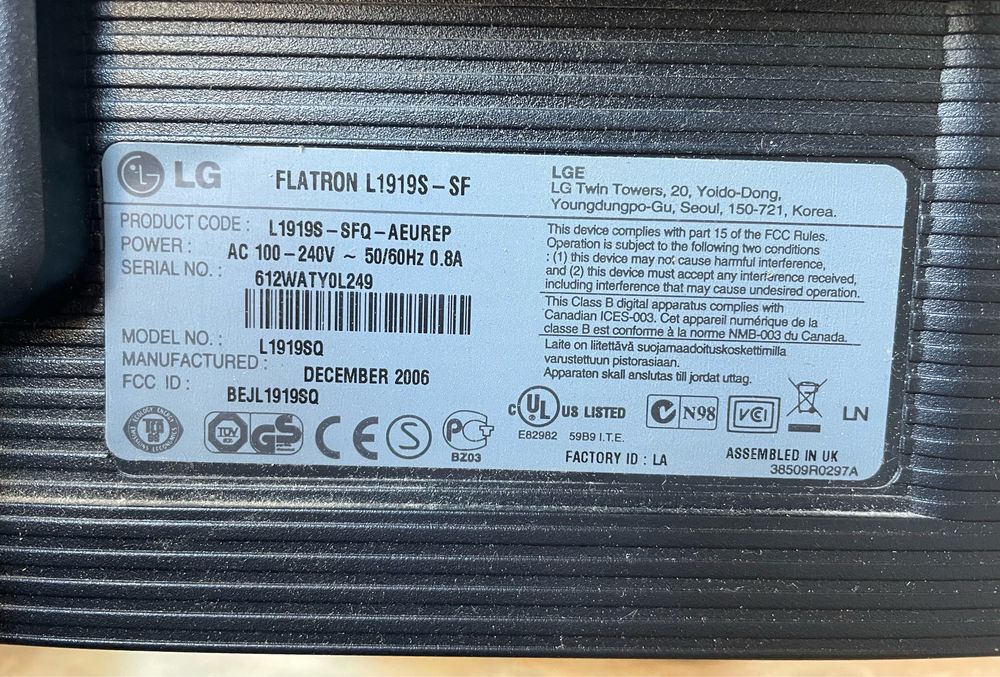 LG FLATRON L1919S-SF
LGE
LG Twin Towers, 20, Yoido-Dong,
Youngdungpo-Gu, Seoul, 150-721, Korea.
PRODUCT CODE : L1919S-SFQ-AEUREP
POWER : AC 100-240V ~ 50/60Hz 0.8A
SERIAL NO. : 612WATY0L249
MODEL NO. : L1919SQ
MANUFACTURED : DECEMBER 2006
FCC ID : BEJL1919SQ
This device complies with part 15 of the FCC Rules.
Operation is subject to the following two conditions
: (1) this device may not cause harmful interference,
and (2) this device must accept any interference received,
including interference that may cause undesired operation.
This Class B digital apparatus complies with
Canadian ICES-003. Cet appareil numérique de la
classe B est conforme à la norme NMB-003 du Canada.
Laite on liitettävä suojamaadoituskoskettimilla
varustettuun pistorasiaan.
Apparaten skall anslutas till jordat uttag.
TÜV GS CE S
BZ03
c UL US LISTED
E82982 59B9 I.T.E.
N98 VCI LN
FACTORY ID : LA
ASSEMBLED IN UK
38509R0297A